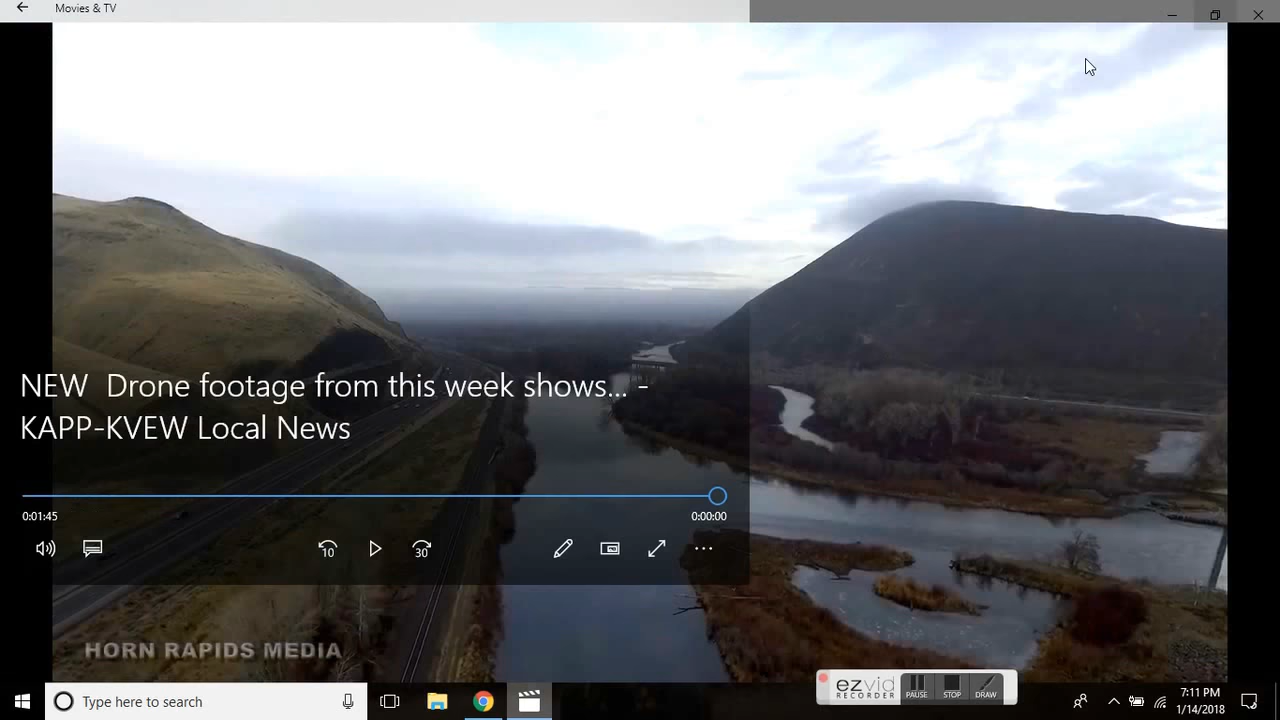 Movies & TV
NEW  Drone footage from this week shows... -
KAPP-KVEW Local News
0:01:45
0:00:00
10
30
HORN RAPIDS MEDIA
ezvid
RECORDER
PAUSE
STOP
DRAW
Type here to search
7:11 PM
1/14/2018